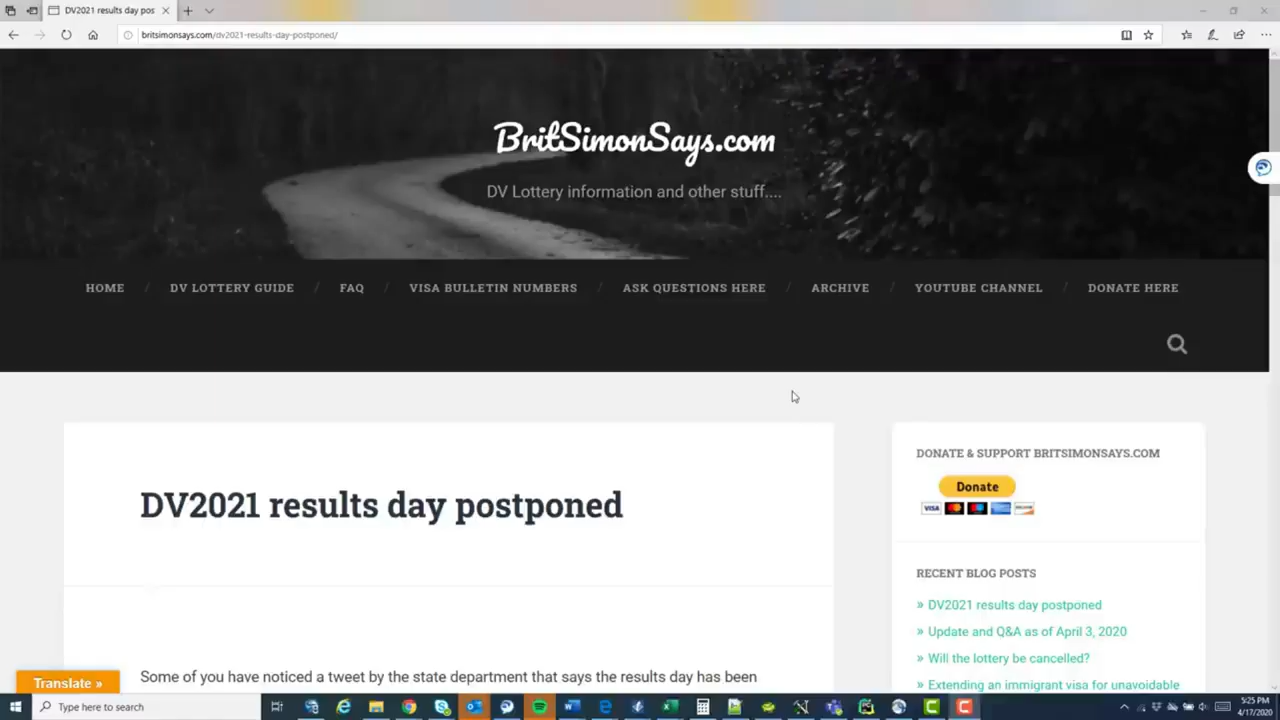 DV2021 results day pos
britsimonsays.com/dv2021-results-day-postponed/
BritSimonSays.com
DV Lottery information and other stuff....
HOME / DV LOTTERY GUIDE / FAQ / VISA BULLETIN NUMBERS / ASK QUESTIONS HERE / ARCHIVE / YOUTUBE CHANNEL / DONATE HERE
DV2021 results day postponed
Some of you have noticed a tweet by the state department that says the results day has been
DONATE & SUPPORT BRITSIMONSAYS.COM
Donate
VISA
RECENT BLOG POSTS
» DV2021 results day postponed
» Update and Q&A as of April 3, 2020
» Will the lottery be cancelled?
» Extending an immigrant visa for unavoidable
Translate »
Type here to search
5:25 PM
4/17/2020